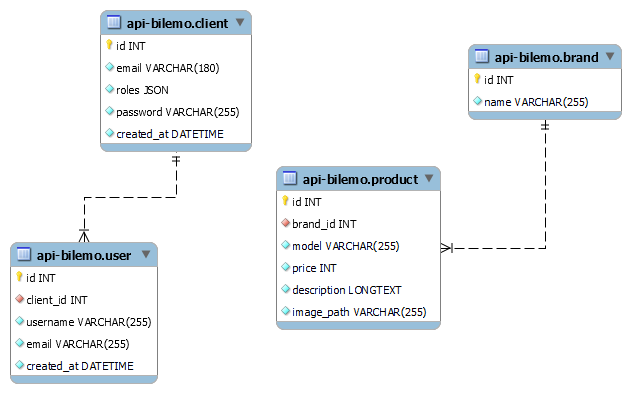 api-bilemo.client
id INT
email VARCHAR(180)
roles JSON
password VARCHAR(255)
created_at DATETIME
api-bilemo.brand
id INT
name VARCHAR(255)
api-bilemo.product
id INT
brand_id INT
model VARCHAR(255)
price INT
description LONGTEXT
image_path VARCHAR(255)
api-bilemo.user
id INT
client_id INT
username VARCHAR(255)
email VARCHAR(255)
created_at DATETIME